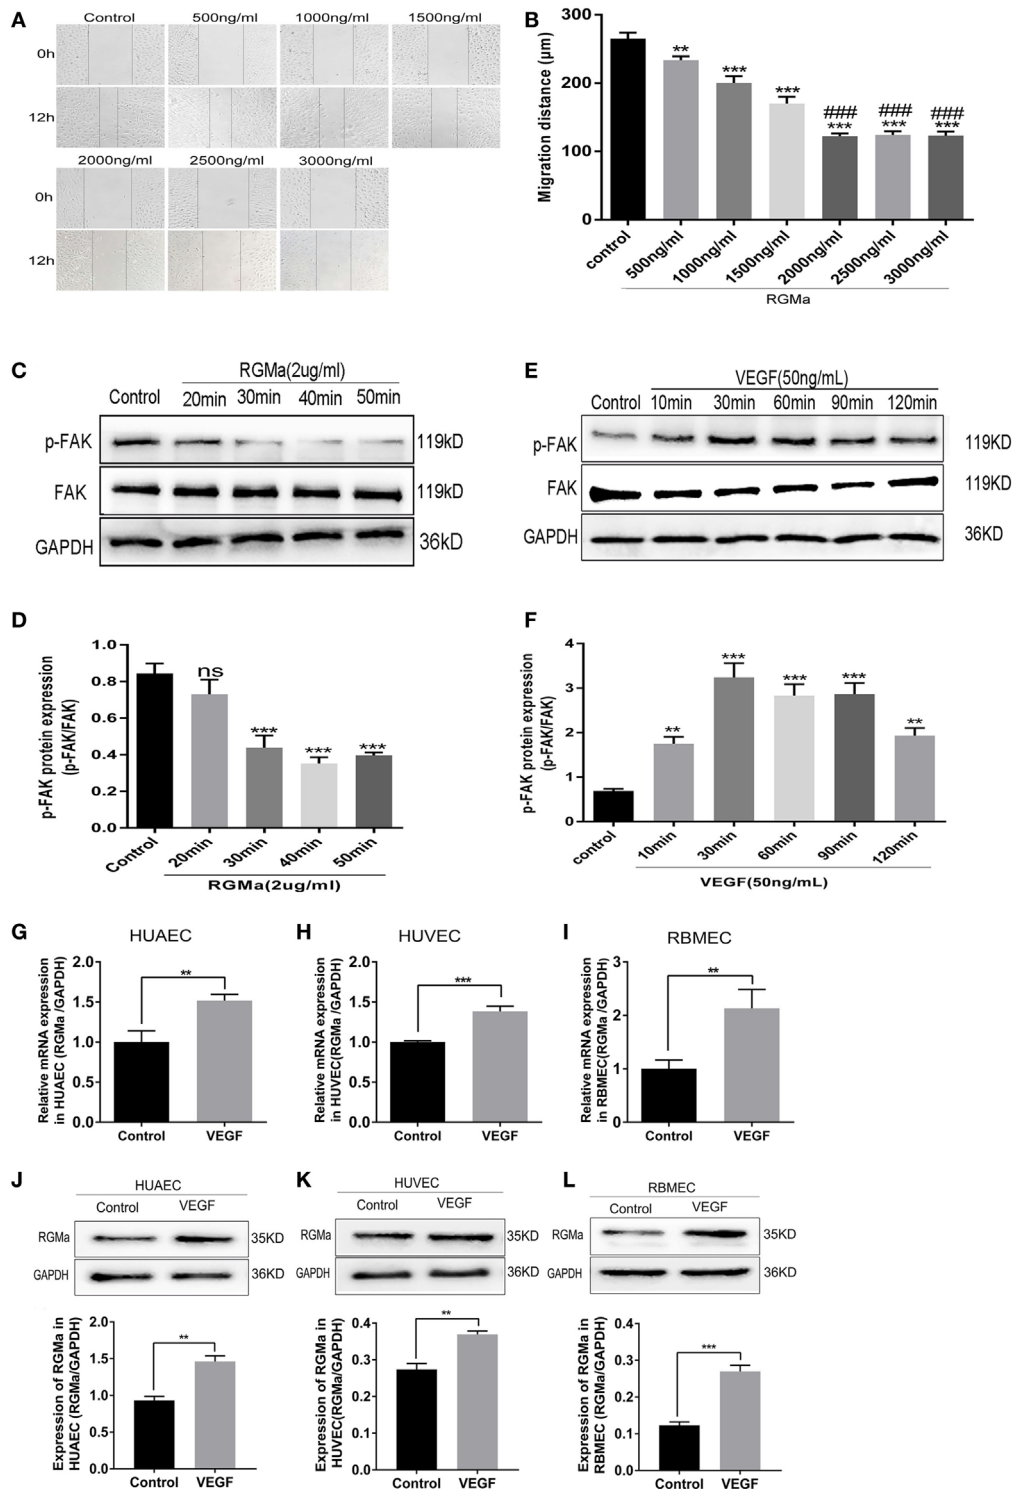 A
Control 500ng/ml 1000ng/ml 1500ng/ml
0h
12h
2000ng/ml 2500ng/ml 3000ng/ml
0h
12h
B
Migration distance (μm)
300
200
100
0
**
***
***
###
***
###
***
###
***
control 500ng/ml 1000ng/ml 1500ng/ml 2000ng/ml 2500ng/ml 3000ng/ml
RGMa
C
RGMa(2ug/ml)
Control 20min 30min 40min 50min
p-FAK 119kD
FAK 119kD
GAPDH 36kD
E
VEGF(50ng/mL)
Control 10min 30min 60min 90min 120min
p-FAK 119KD
FAK 119KD
GAPDH 36KD
D
p-FAK protein expression
(p-FAK/FAK)
1.0
0.8
0.6
0.4
0.2
0.0
ns
***
***
***
Control 20min 30min 40min 50min
RGMa(2ug/ml)
F
p-FAK protein expression
(p-FAK/FAK)
4
3
2
1
0
**
***
***
***
**
control 10min 30min 60min 90min 120min
VEGF(50ng/mL)
G
HUAEC
Relative mRNA expression
in HUAEC (RGMa /GAPDH)
2.0
1.5
1.0
0.5
0.0
**
Control VEGF
H
HUVEC
Relative mRNA expression
in HUVEC(RGMa /GAPDH)
2.0
1.5
1.0
0.5
0.0
***
Control VEGF
I
RBMEC
Relative mRNA expression
in RBMEC(RGMa /GAPDH)
3
2
1
0
**
Control VEGF
J
HUAEC
Control VEGF
RGMa 35KD
GAPDH 36KD
Expression of RGMa in
HUAEC (RGMa/GAPDH)
2.0
1.5
1.0
0.5
0.0
**
Control VEGF
K
HUVEC
Control VEGF
RGMa 35KD
GAPDH 36KD
Expression of RGMa in
HUVEC(RGMa/GAPDH)
0.4
0.3
0.2
0.1
0.0
**
Control VEGF
L
RBMEC
Control VEGF
RGMa 35KD
GAPDH 36KD
Expression of RGMa in
RBMEC (RGMa/GAPDH)
0.4
0.3
0.2
0.1
0.0
***
Control VEGF